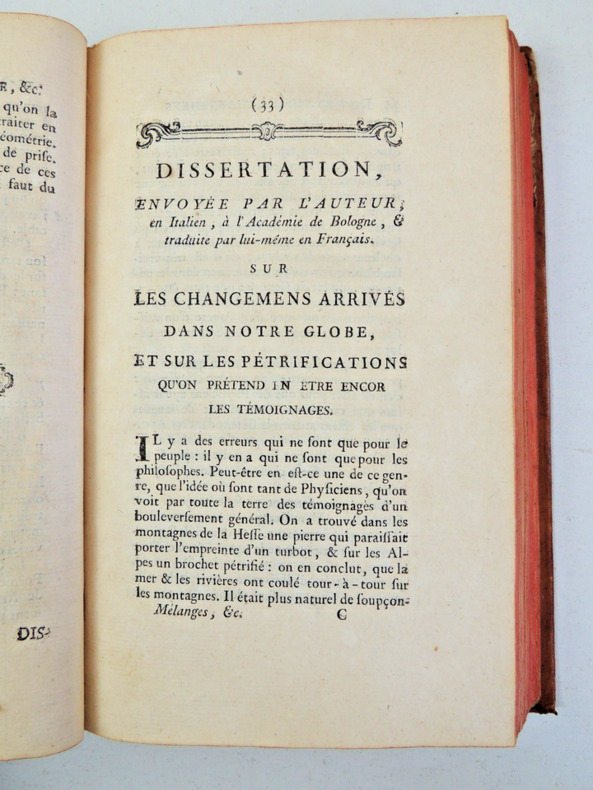 E, &c.
qu'on la
raiter en
éométrie.
de prise.
ce de ces
faut du
DIS-
(33)
DISSERTATION,
ENVOYÉE PAR L'AUTEUR,
en Italien, à l'Académie de Bologne, &
traduite par lui-même en Français.
SUR
LES CHANGEMENS ARRIVÉS
DANS NOTRE GLOBE,
ET SUR LES PÉTRIFICATIONS
QU'ON PRÉTEND IN ETRE ENCOR
LES TÉMOIGNAGES.
IL y a des erreurs qui ne sont que pour le
peuple : il y en a qui ne sont que pour les
philosophes. Peut-être en est-ce une de ce gen-
re, que l'idée où sont tant de Physiciens, qu'on
voit par toute la terre des témoignages d'un
bouleversement général. On a trouvé dans les
montagnes de la Hesse une pierre qui paraissait
porter l'empreinte d'un turbot, & sur les Al-
pes un brochet pétrifié : on en conclut, que la
mer & les rivières ont coulé tour-à-tour sur
les montagnes. Il était plus naturel de soupçon-
Mélanges, &c. C